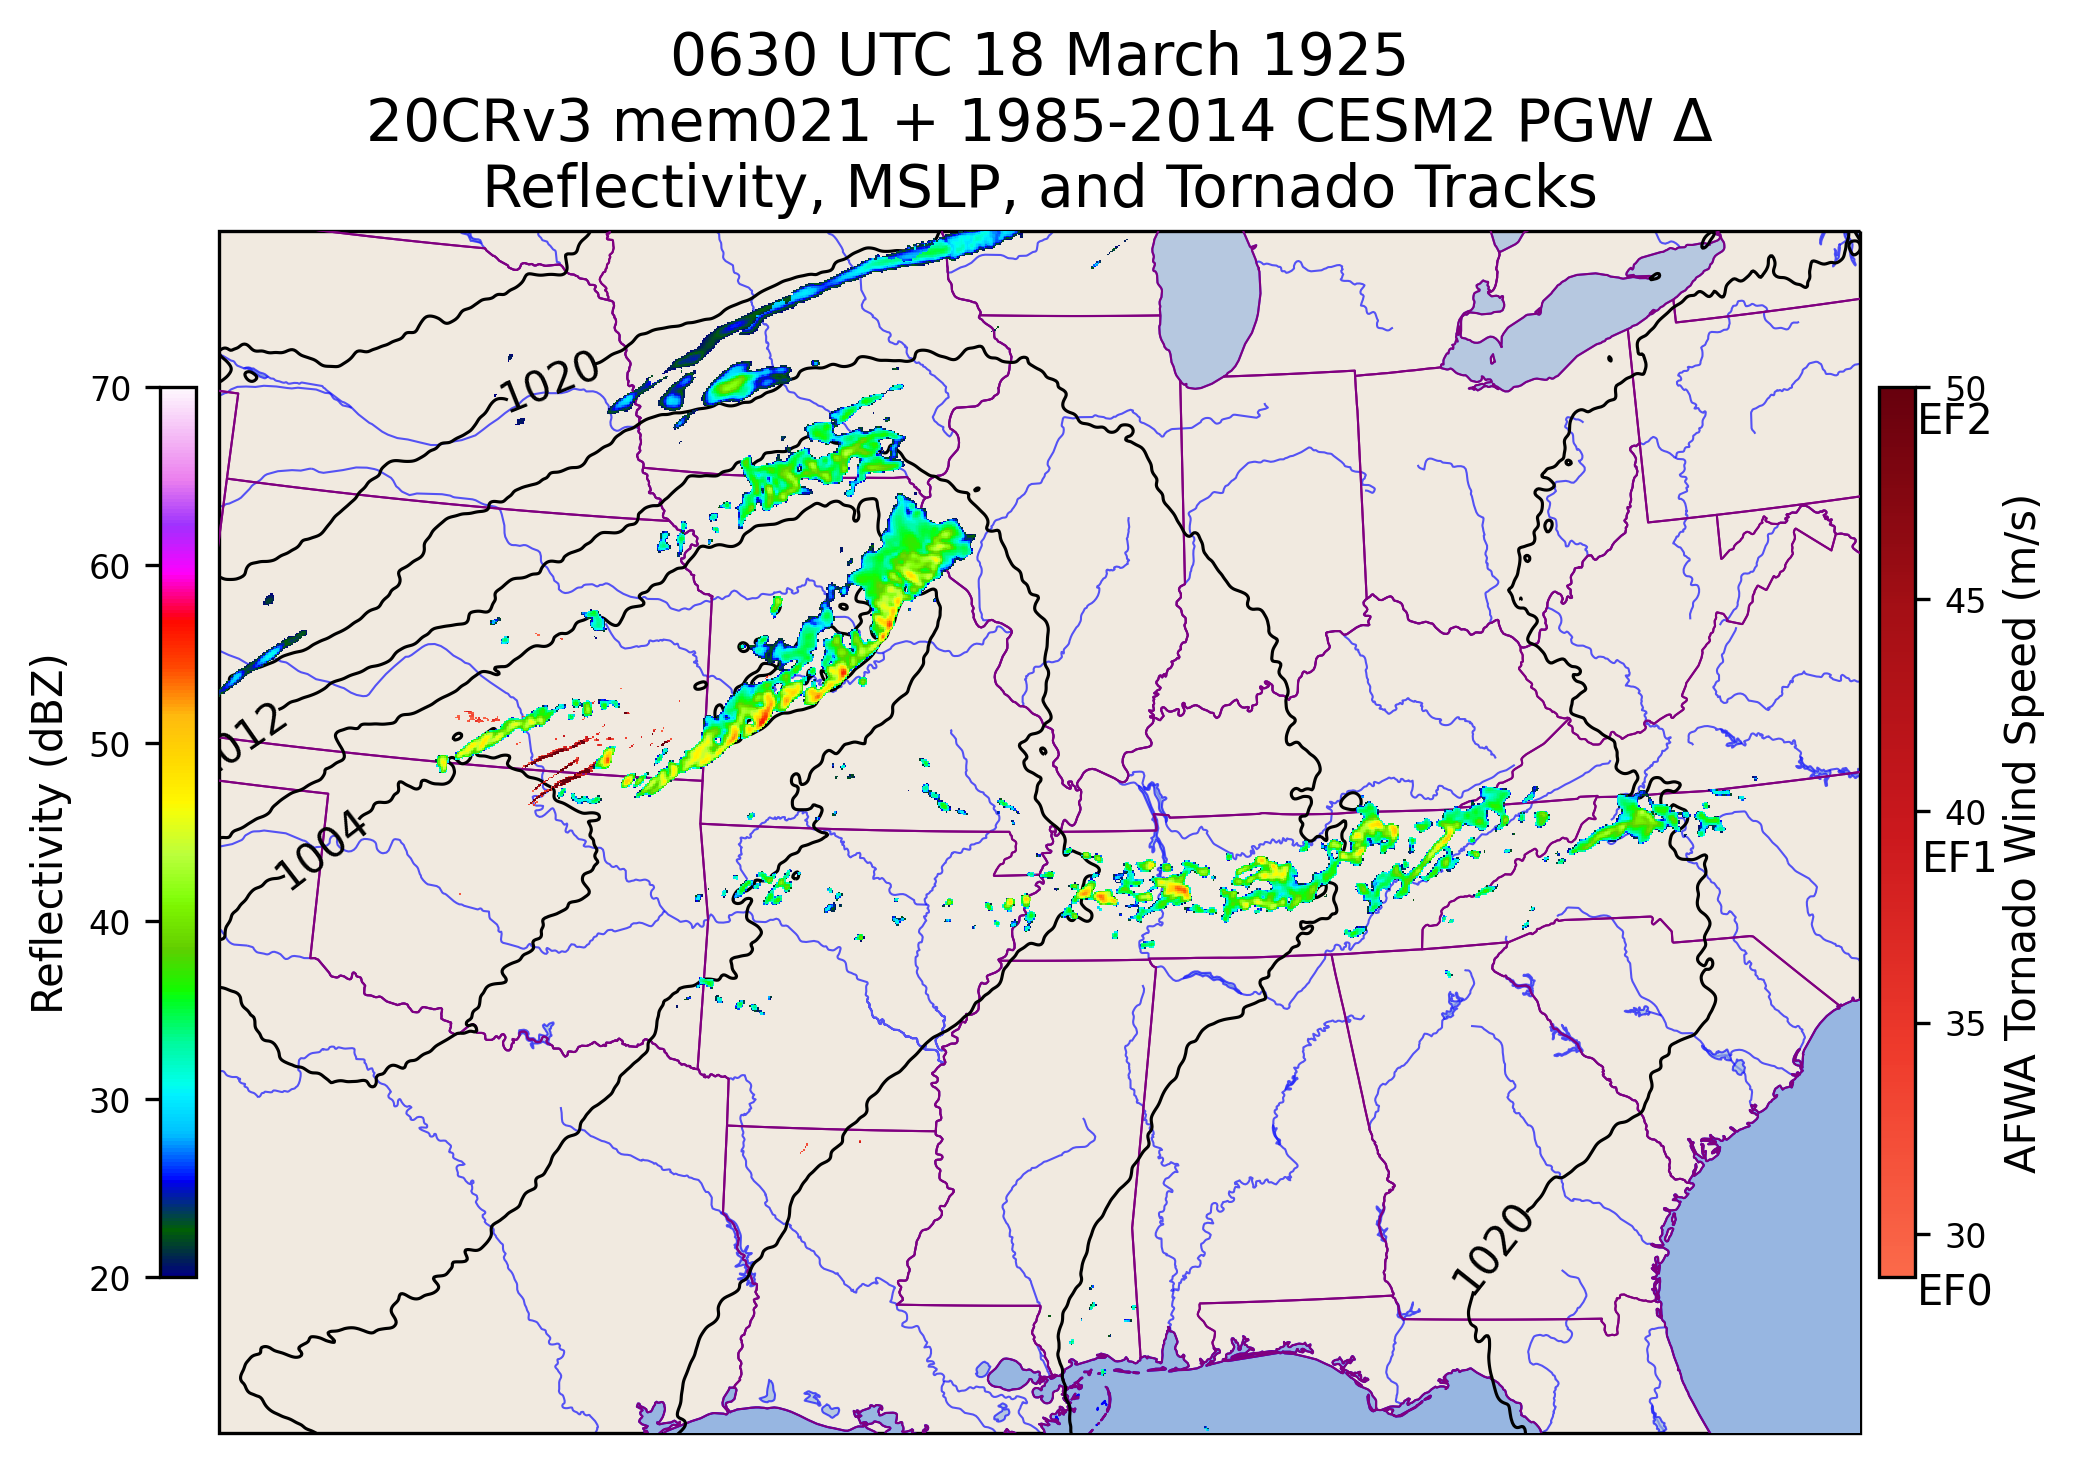 0630 UTC 18 March 1925
20CRv3 mem021 + 1985-2014 CESM2 PGW Δ
Reflectivity, MSLP, and Tornado Tracks
70
60
50
40
30
20
Reflectivity (dBZ)
1020
012
1004
1020
50
EF2
45
40
EF1
35
30
EF0
AFWA Tornado Wind Speed (m/s)